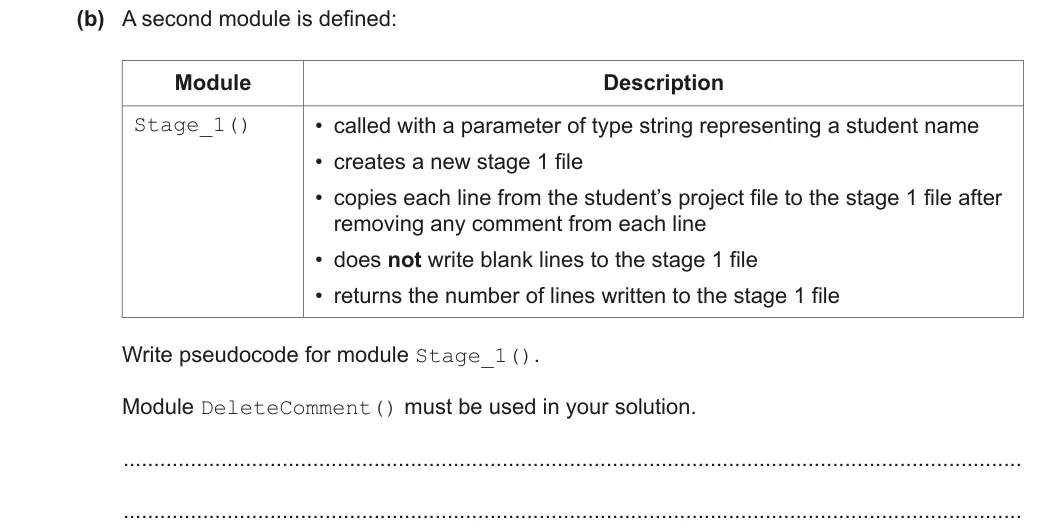 (b) A second module is defined:
Module Description
Stage_1() • called with a parameter of type string representing a student name
• creates a new stage 1 file
• copies each line from the student's project file to the stage 1 file after
removing any comment from each line
• does not write blank lines to the stage 1 file
• returns the number of lines written to the stage 1 file
Write pseudocode for module Stage_1().
Module DeleteComment() must be used in your solution.